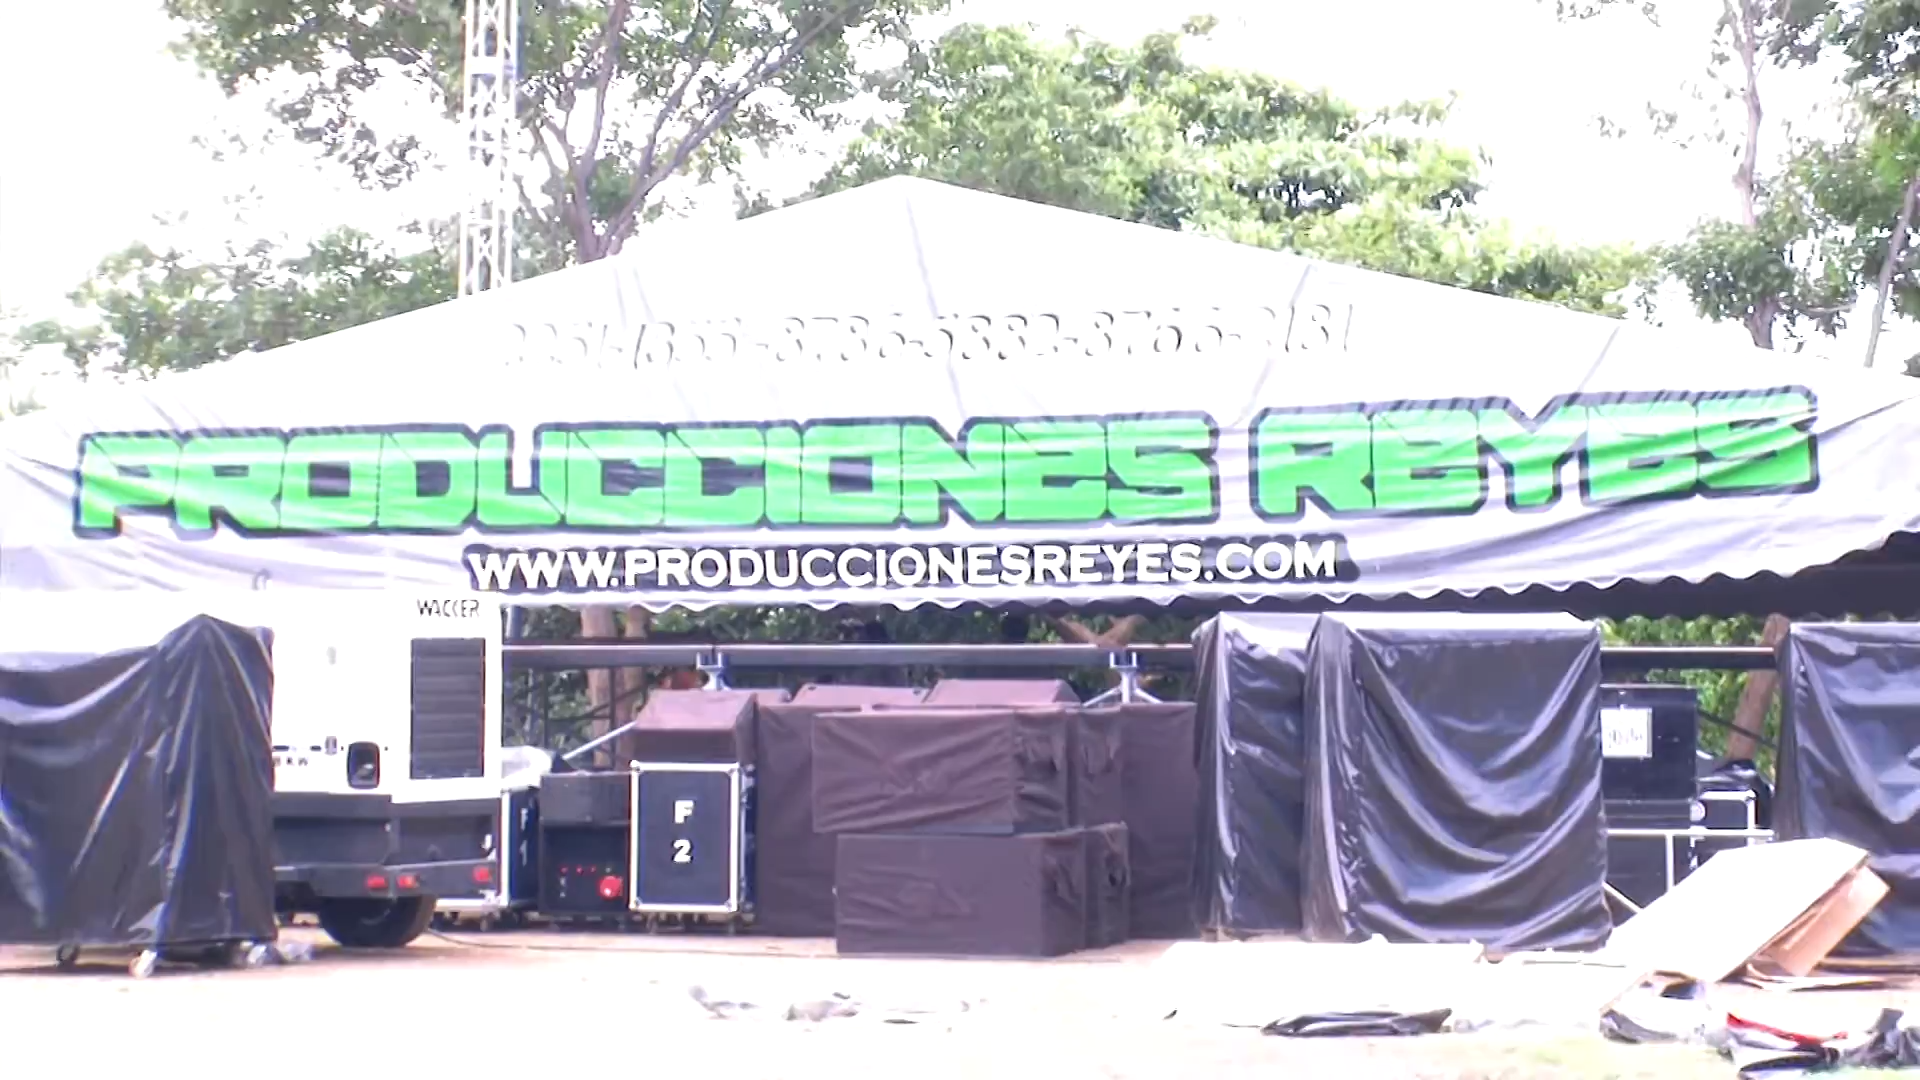 PRODUCCIONES REYES
WWW.PRODUCCIONESREYES.COM
WACKER
F
2